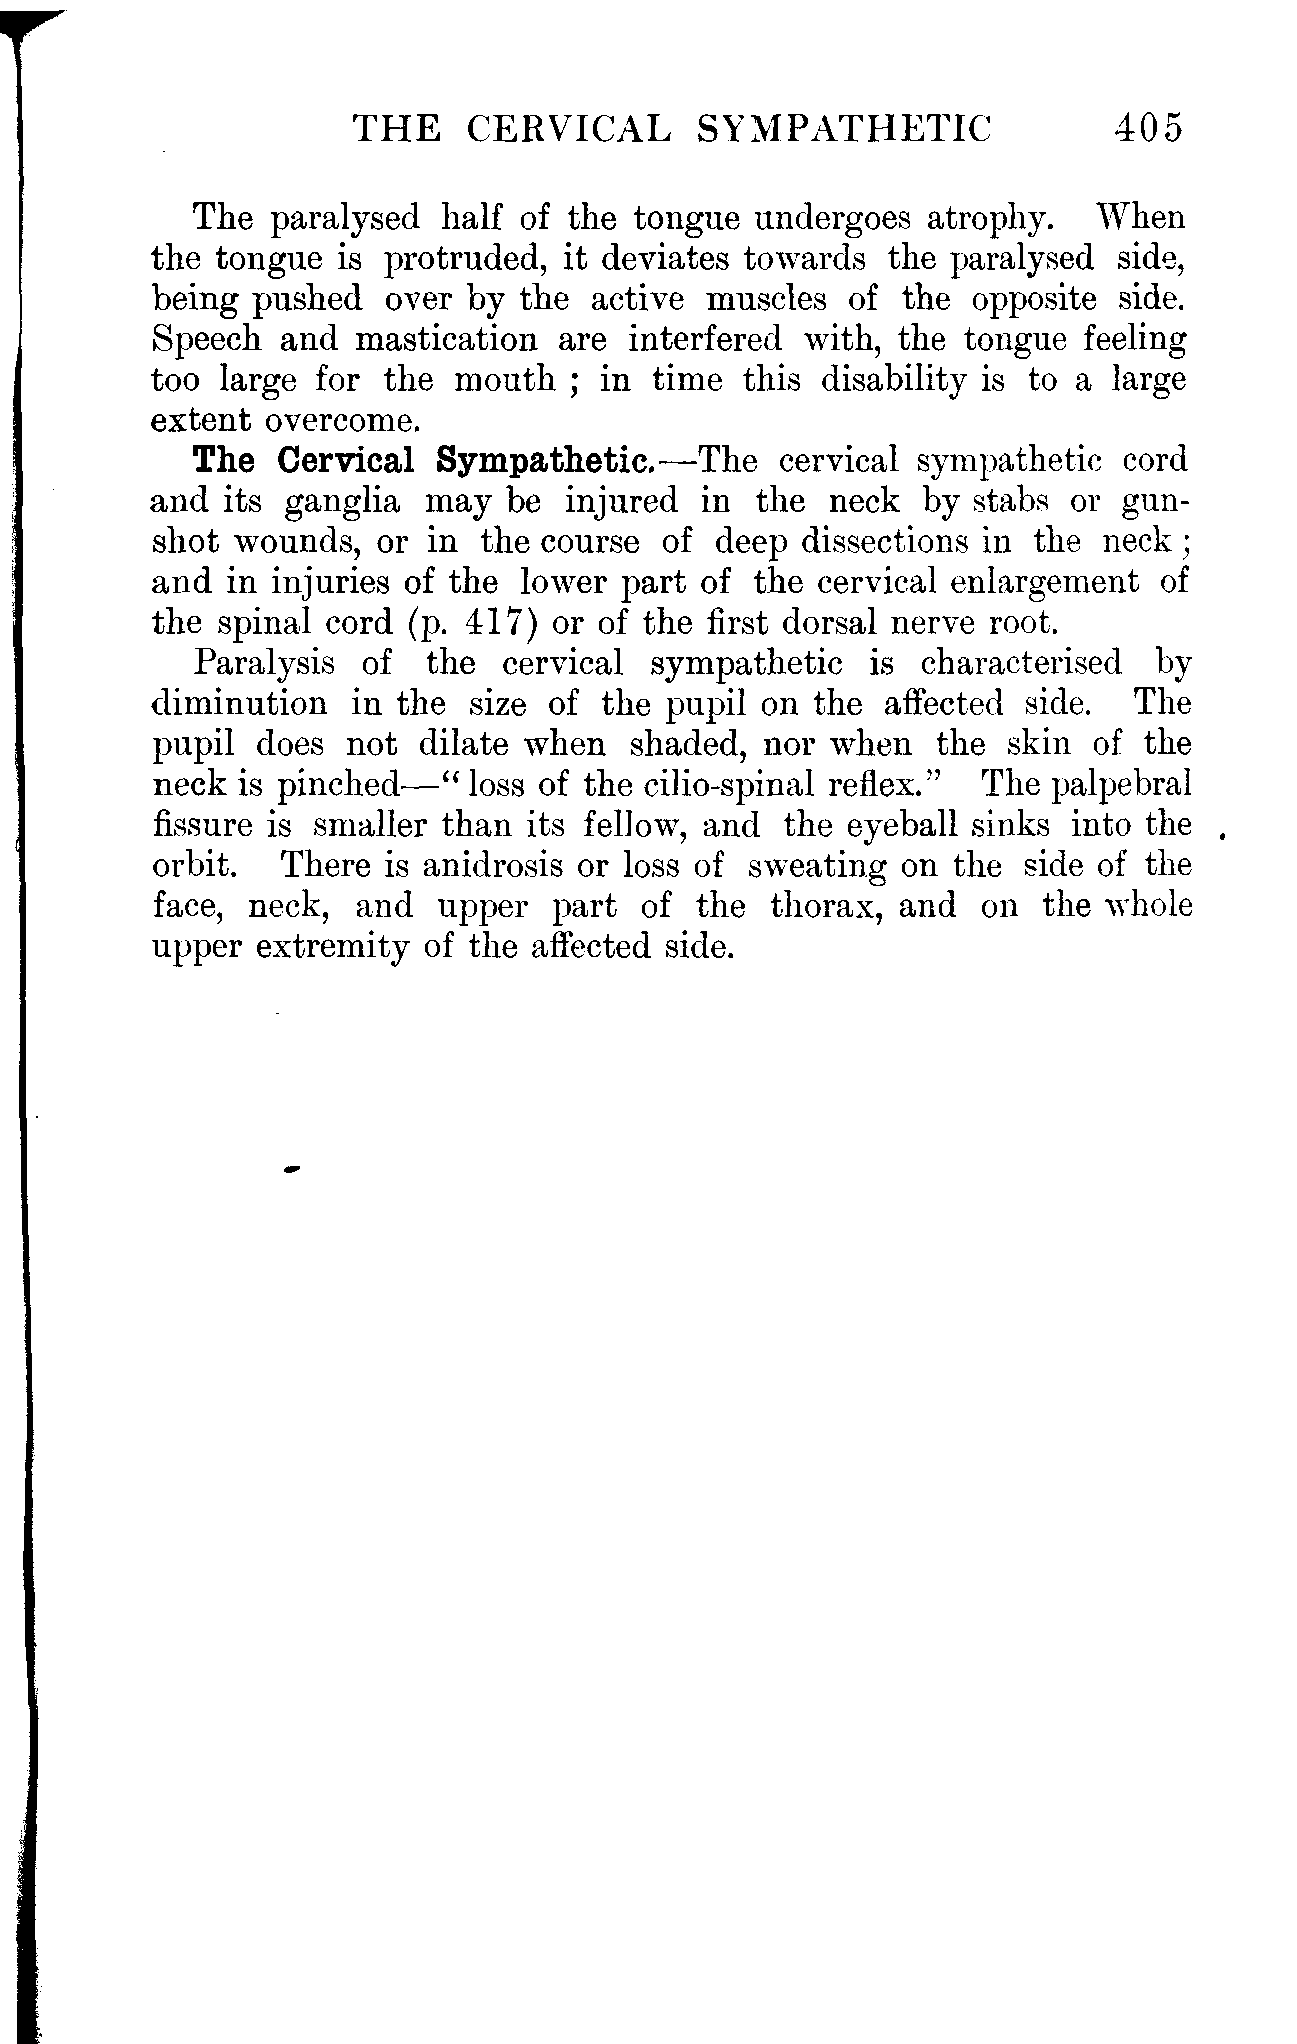 THE CERVICAL SYMPATHETIC 405
The paralysed half of the tongue undergoes atrophy. When
the tongue is protruded, it deviates towards the paralysed side,
being pushed over by the active muscles of the opposite side.
Speech and mastication are interfered with, the tongue feeling
too large for the mouth ; in time this disability is to a large
extent overcome.
The Cervical Sympathetic.—The cervical sympathetic cord
and its ganglia may be injured in the neck by stabs or gun-
shot wounds, or in the course of deep dissections in the neck ;
and in injuries of the lower part of the cervical enlargement of
the spinal cord (p. 417) or of the first dorsal nerve root.
Paralysis of the cervical sympathetic is characterised by
diminution in the size of the pupil on the affected side. The
pupil does not dilate when shaded, nor when the skin of the
neck is pinched—“ loss of the cilio-spinal reflex.” The palpebral
fissure is smaller than its fellow, and the eyeball sinks into the
orbit. There is anidrosis or loss of sweating on the side of the
face, neck, and upper part of the thorax, and on the whole
upper extremity of the affected side.